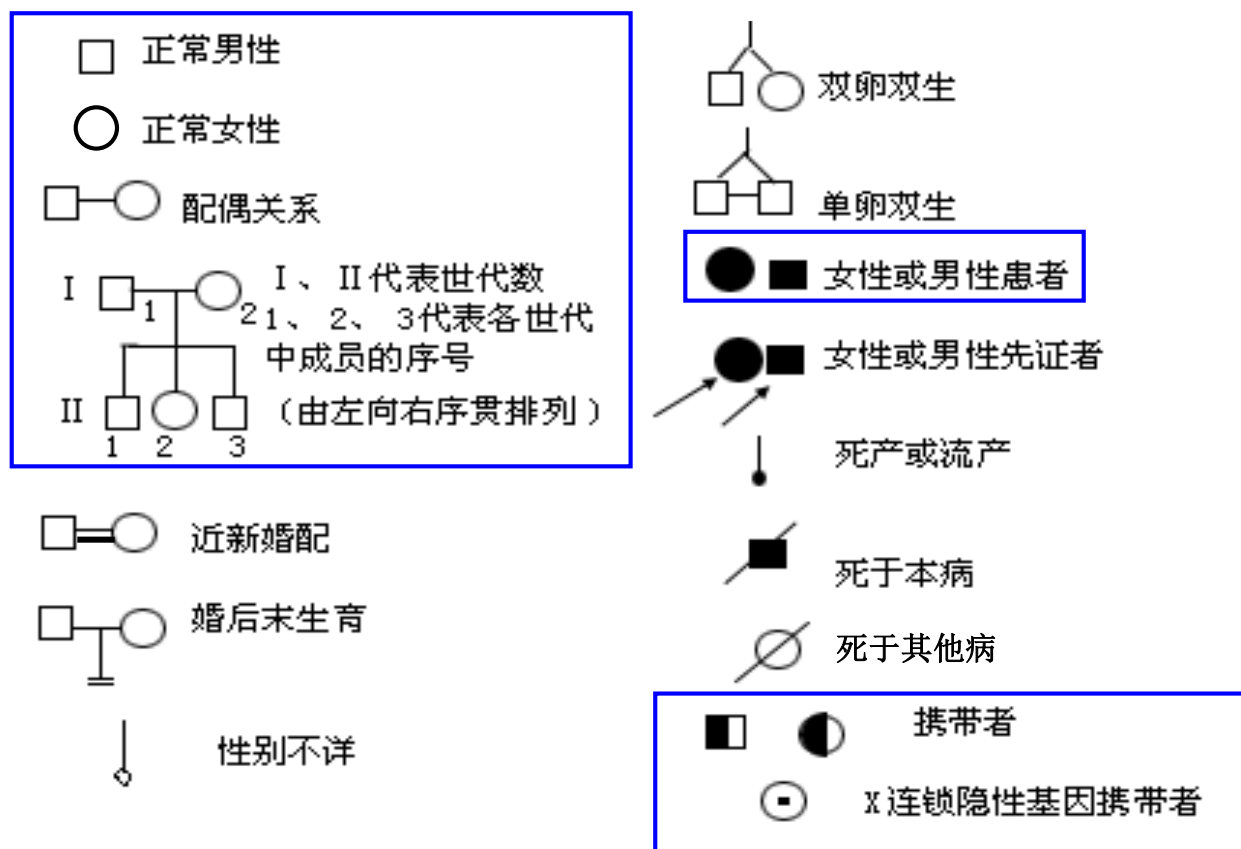 正常男性
正常女性
配偶关系
I 1 2 I、II代表世代数
1、2、3代表各世代
中成员的序号
II (由左向右序贯排列)
1 2 3
近新婚配
婚后末生育
性别不详
双卵双生
单卵双生
女性或男性患者
女性或男性先证者
死产或流产
死于本病
死于其他病
携带者
X连锁隐性基因携带者